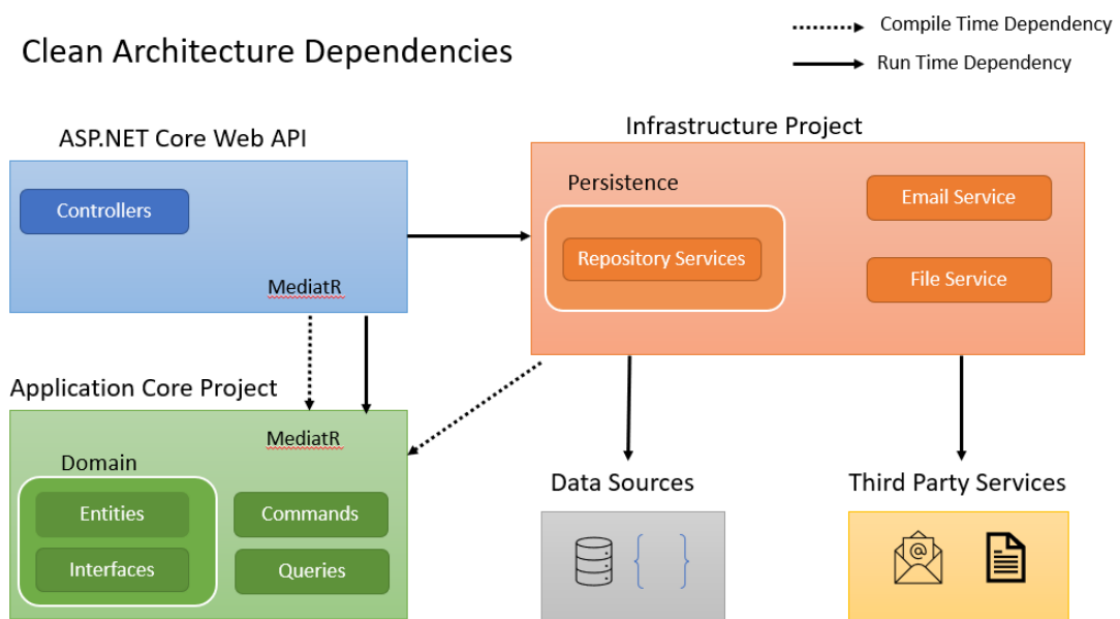 Clean Architecture Dependencies
Compile Time Dependency
Run Time Dependency
ASP.NET Core Web API
Controllers
MediatR
Infrastructure Project
Persistence
Repository Services
Email Service
File Service
Application Core Project
MediatR
Domain
Entities
Interfaces
Commands
Queries
Data Sources
{ }
Third Party Services
@